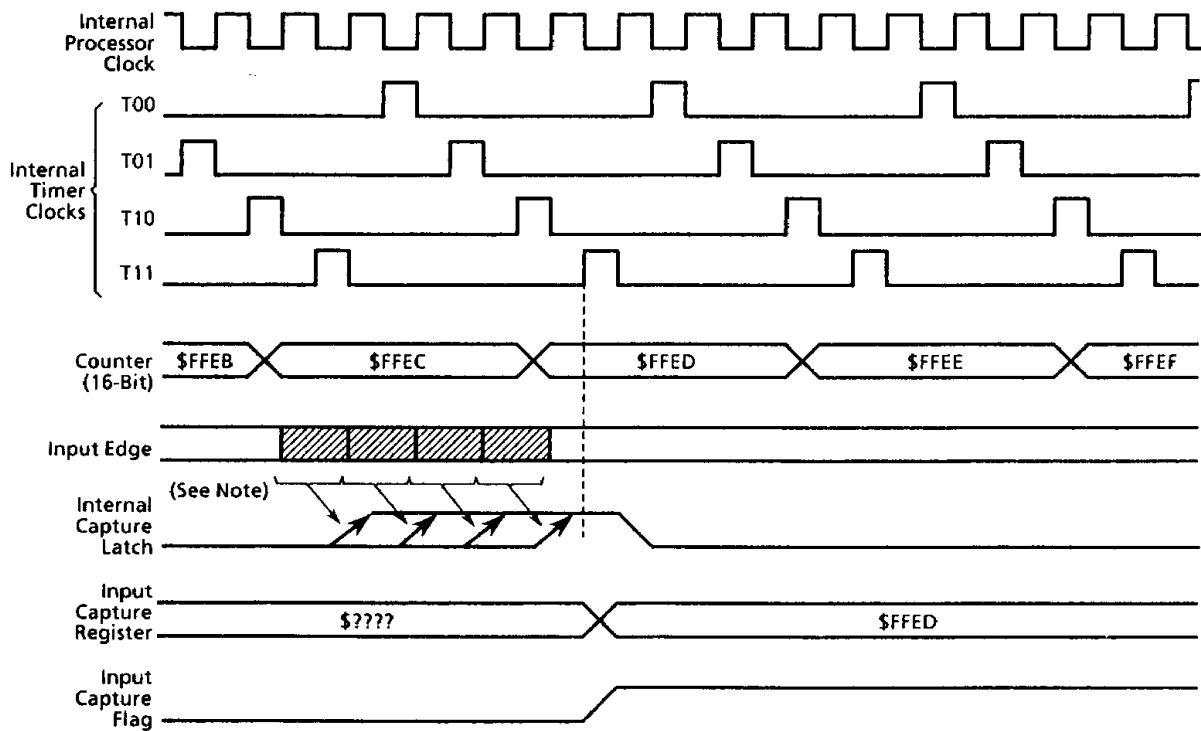 Internal
Processor
Clock
T00
T01
Internal
Timer
Clocks
T10
T11
Counter
(16-Bit)
$FFEB
$FFEC
$FFED
$FFEE
$FFEF
Input Edge
(See Note)
Internal
Capture
Latch
Input
Capture
Register
$????
$FFED
Input
Capture
Flag